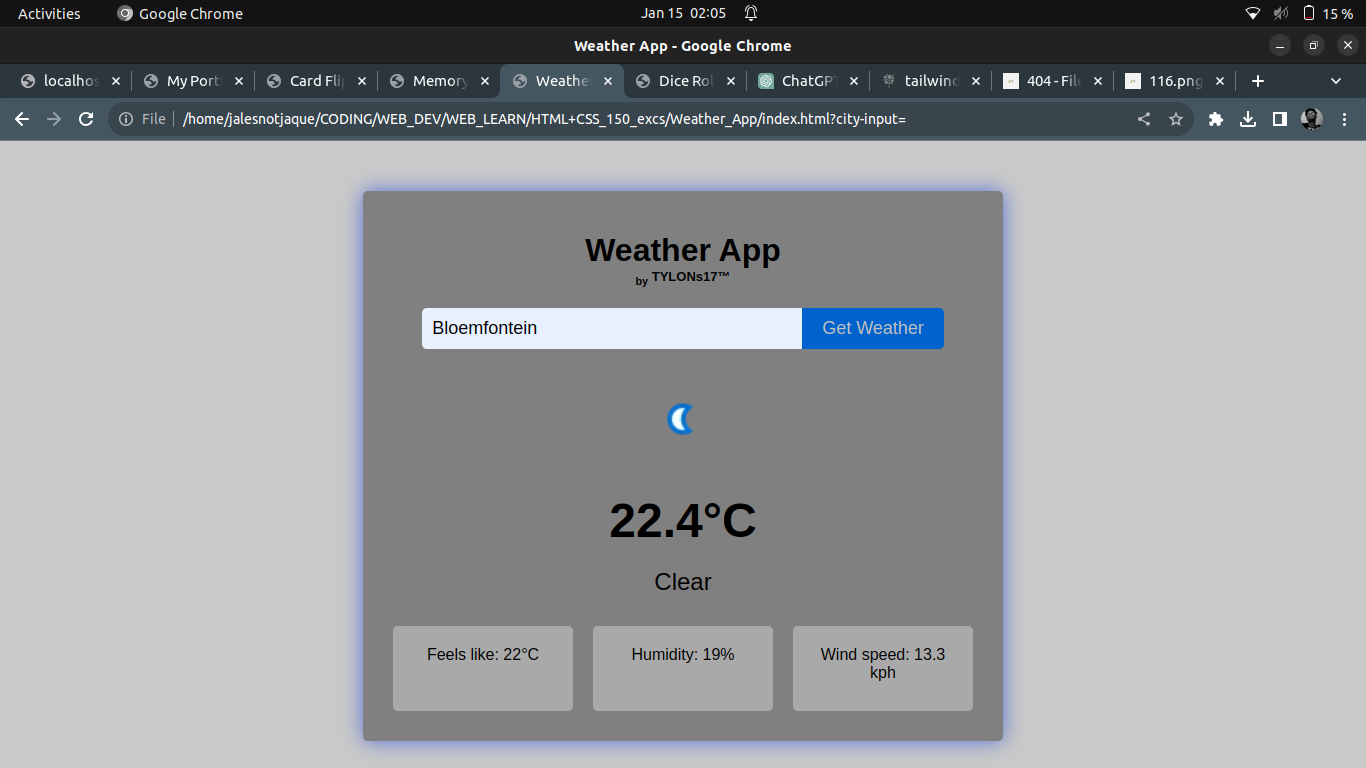 Activities Google Chrome Jan 15 02:05 15 %
Weather App - Google Chrome
localhos My Port Card Flip Memory Weathe Dice Rol ChatGP tailwind 404 - File 116.png
File /home/jalesnotjaque/CODING/WEB_DEV/WEB_LEARN/HTML+CSS_150_excs/Weather_App/index.html?city-input=
Weather App
by TYLONs17™
Bloemfontein Get Weather
22.4°C
Clear
Feels like: 22°C Humidity: 19% Wind speed: 13.3
kph